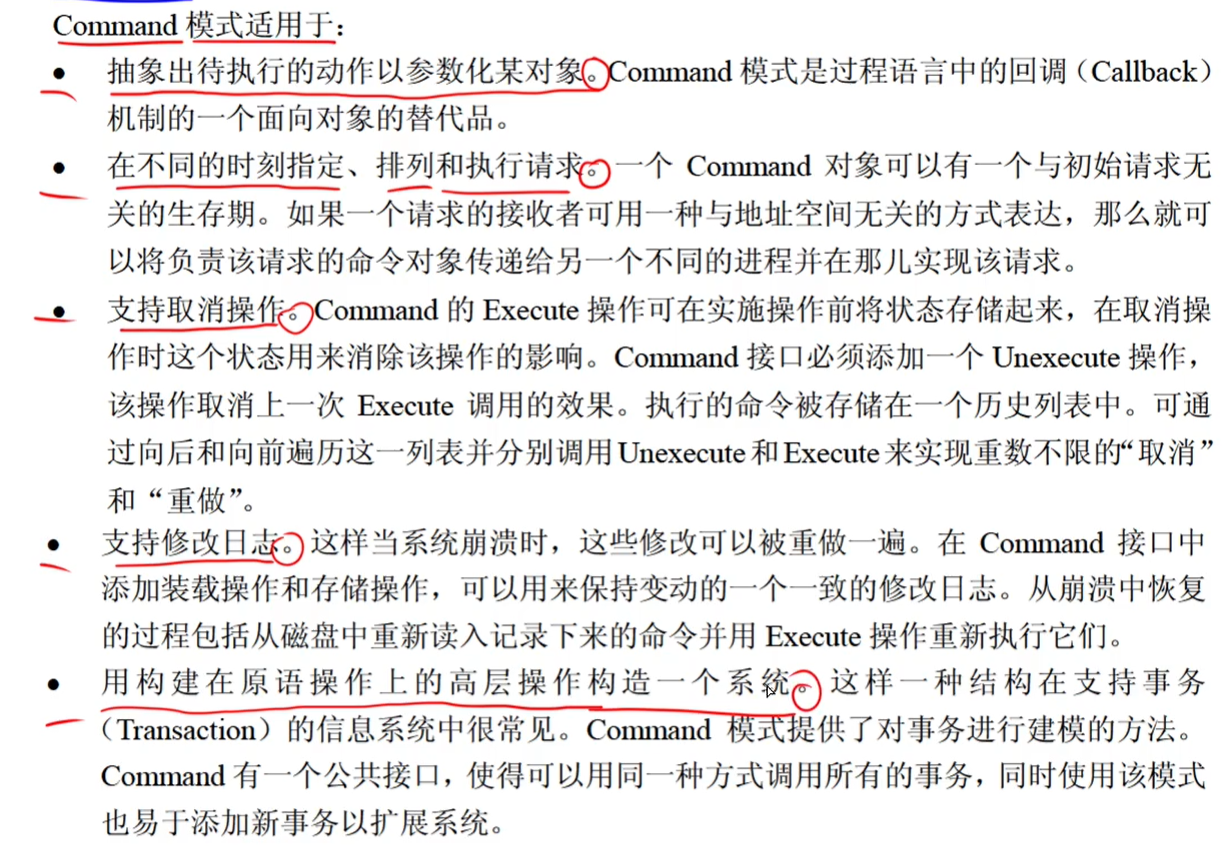 Command 模式适用于：
● 抽象出待执行的动作以参数化某对象。Command 模式是过程语言中的回调（Callback）
机制的一个面向对象的替代品。
● 在不同的时刻指定、排列和执行请求。一个 Command 对象可以有一个与初始请求无
关的生存期。如果一个请求的接收者可用一种与地址空间无关的方式表达，那么就可
以将负责该请求的命令对象传递给另一个不同的进程并在那儿实现该请求。
● 支持取消操作。Command 的 Execute 操作可在实施操作前将状态存储起来，在取消操
作时这个状态用来消除该操作的影响。Command 接口必须添加一个 Unexecute 操作，
该操作取消上一次 Execute 调用的效果。执行的命令被存储在一个历史列表中。可通
过向后和向前遍历这一列表并分别调用 Unexecute 和 Execute 来实现重数不限的“取消”
和“重做”。
● 支持修改日志。这样当系统崩溃时，这些修改可以被重做一遍。在 Command 接口中
添加装载操作和存储操作，可以用来保持变动的一个一致的修改日志。从崩溃中恢复
的过程包括从磁盘中重新读入记录下来的命令并用 Execute 操作重新执行它们。
● 用构建在原语操作上的高层操作构造一个系统。这样一种结构在支持事务
（Transaction）的信息系统中很常见。Command 模式提供了对事务进行建模的方法。
Command 有一个公共接口，使得可以用同一种方式调用所有的事务，同时使用该模式
也易于添加新事务以扩展系统。